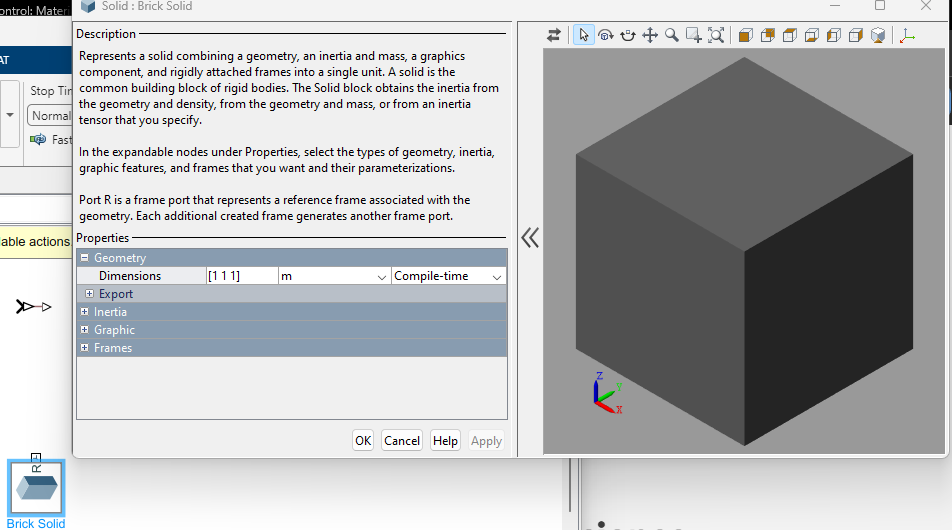 ontrol: Materi
Solid : Brick Solid
AT
Stop Tim
Normal
Fast
lable actions
Description
Represents a solid combining a geometry, an inertia and mass, a graphics
component, and rigidly attached frames into a single unit. A solid is the
common building block of rigid bodies. The Solid block obtains the inertia from
the geometry and density, from the geometry and mass, or from an inertia
tensor that you specify.
In the expandable nodes under Properties, select the types of geometry, inertia,
graphic features, and frames that you want and their parameterizations.
Port R is a frame port that represents a reference frame associated with the
geometry. Each additional created frame generates another frame port.
Properties
Geometry
Dimensions [1 1 1] m Compile-time
Export
Inertia
Graphic
Frames
OK Cancel Help Apply
Z
Y
X
R
Brick Solid